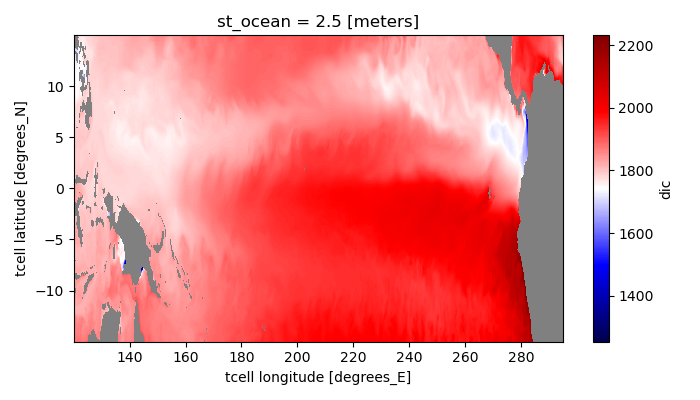 st_ocean = 2.5 [meters]
10
5
0
−5
−10
tcell latitude [degrees_N]
140 160 180 200 220 240 260 280
tcell longitude [degrees_E]
2200
2000
1800
1600
1400
dic